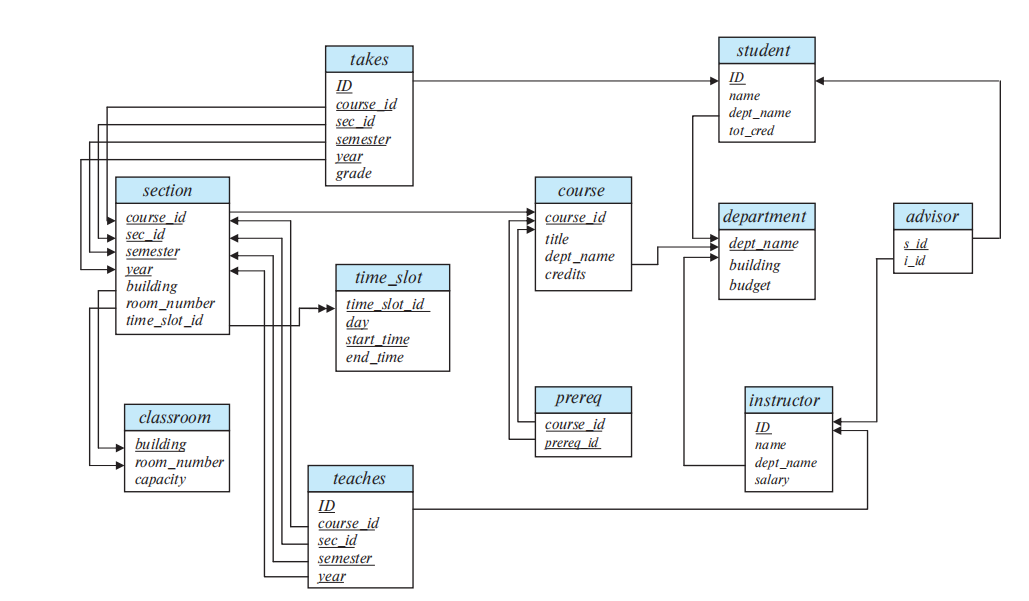 takes
ID
course_id
sec_id
semester
year
grade
student
ID
name
dept_name
tot_cred
section
course_id
sec_id
semester
year
building
room_number
time_slot_id
course
course_id
title
dept_name
credits
department
dept_name
building
budget
advisor
s_id
i_id
time_slot
time_slot_id
day
start_time
end_time
prereq
course_id
prereq_id
instructor
ID
name
dept_name
salary
classroom
building
room_number
capacity
teaches
ID
course_id
sec_id
semester
year